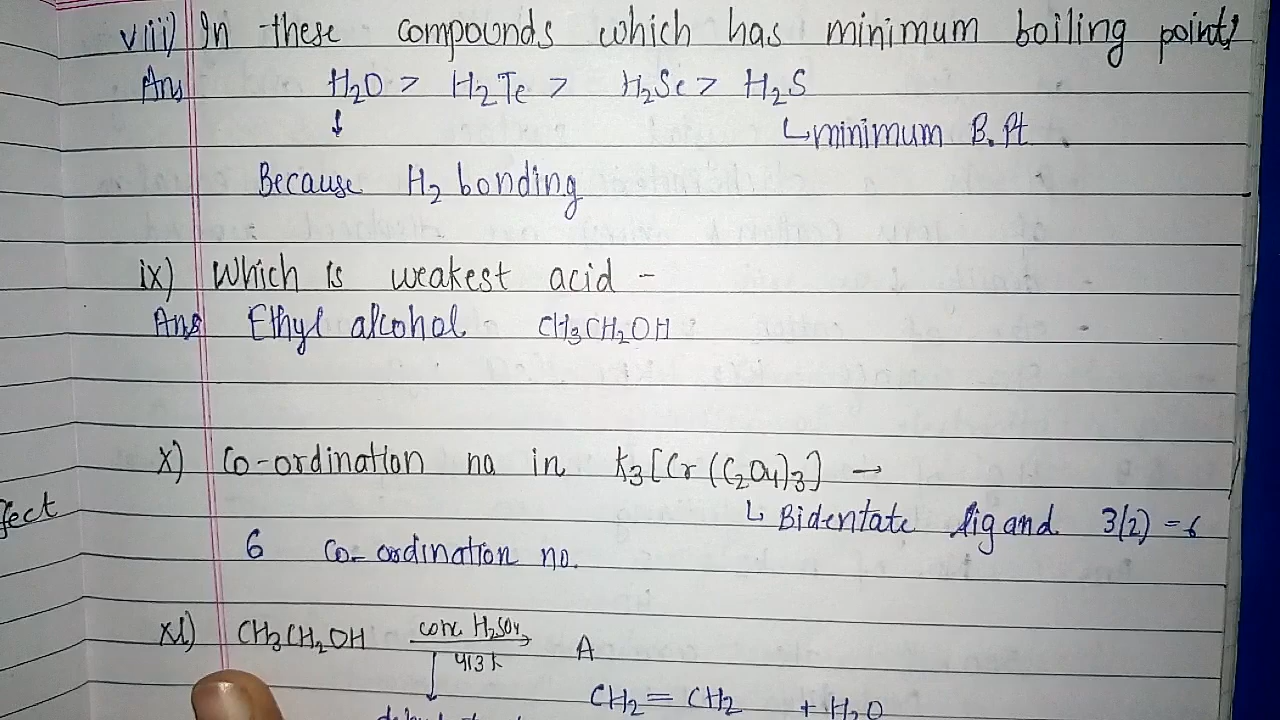 viii) In these compounds which has minimum boiling point?
Ans H2O > H2Te > H2Se > H2S
↓ ↳minimum B.Pt
Because H2 bonding
ix) Which is weakest acid -
Ans Ethyl alcohol CH3CH2OH
x) Co-ordination no in K3[Cr(C2O4)3] →
fect ↳ Bidentate ligand 3(2) = 6
6 Co-ordination no.
xi) CH3CH2OH conc. H2SO4 A
413k
CH2=CH2 + H2O